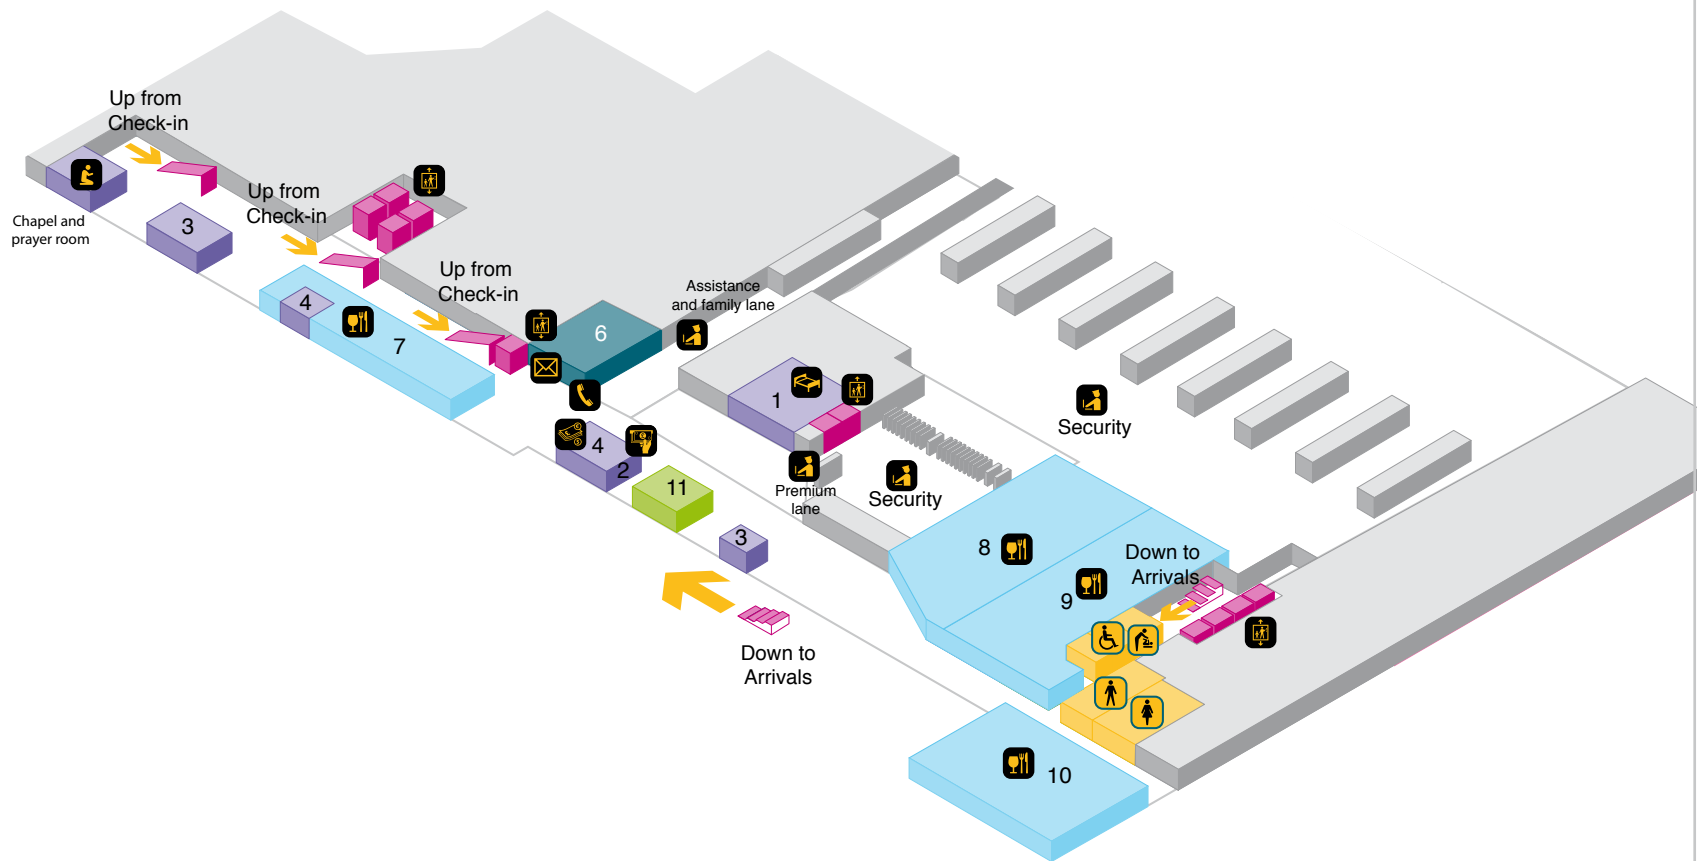 Up from
Check-in
Chapel and
prayer room
3
Up from
Check-in
4
7
Up from
Check-in
6
Assistance
and family lane
1
4
2
11
3
Premium
lane
Security
Security
8
9
Down to
Arrivals
Down to
Arrivals
10